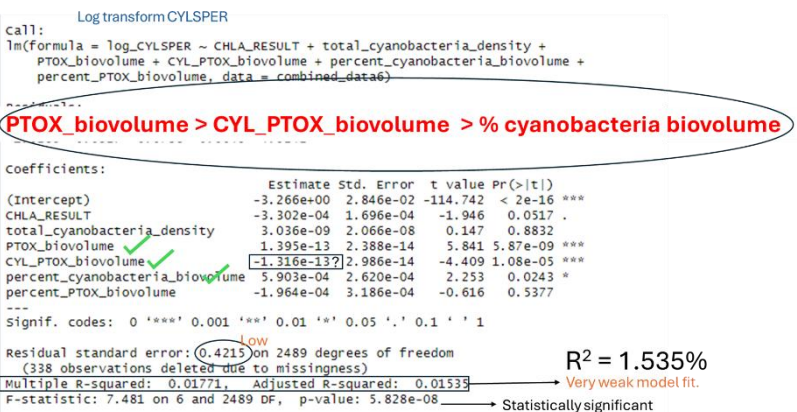 Log transform CYLSPER
Call:
lm(formula = log_CYLSPER ~ CHLA_RESULT + total_cyanobacteria_density +
PTOX_biovolume + CYL_PTOX_biovolume + percent_cyanobacteria_biovolume +
percent_PTOX_biovolume, data = combined_data6)
PTOX_biovolume > CYL_PTOX_biovolume > % cyanobacteria biovolume
Coefficients:
Estimate Std. Error t value Pr(>|t|)
(Intercept) -3.266e+00 2.846e-02 -114.742 < 2e-16 ***
CHLA_RESULT -3.302e-04 1.696e-04 -1.946 0.0517 .
total_cyanobacteria_density 3.036e-09 2.066e-08 0.147 0.8832
PTOX_biovolume 1.395e-13 2.388e-14 5.841 5.87e-09 ***
CYL_PTOX_biovolume -1.316e-13? 2.986e-14 -4.409 1.08e-05 ***
percent_cyanobacteria_biovolume 5.903e-04 2.620e-04 2.253 0.0243 *
percent_PTOX_biovolume -1.964e-04 3.186e-04 -0.616 0.5377
---
Signif. codes: 0 ‘***’ 0.001 ‘**’ 0.01 ‘*’ 0.05 ‘.’ 0.1 ‘ ’ 1
Low
Residual standard error: 0.4215 on 2489 degrees of freedom
(338 observations deleted due to missingness)
Multiple R-squared: 0.01771, Adjusted R-squared: 0.01535
F-statistic: 7.481 on 6 and 2489 DF, p-value: 5.828e-08
R² = 1.535%
Very weak model fit.
Statistically significant